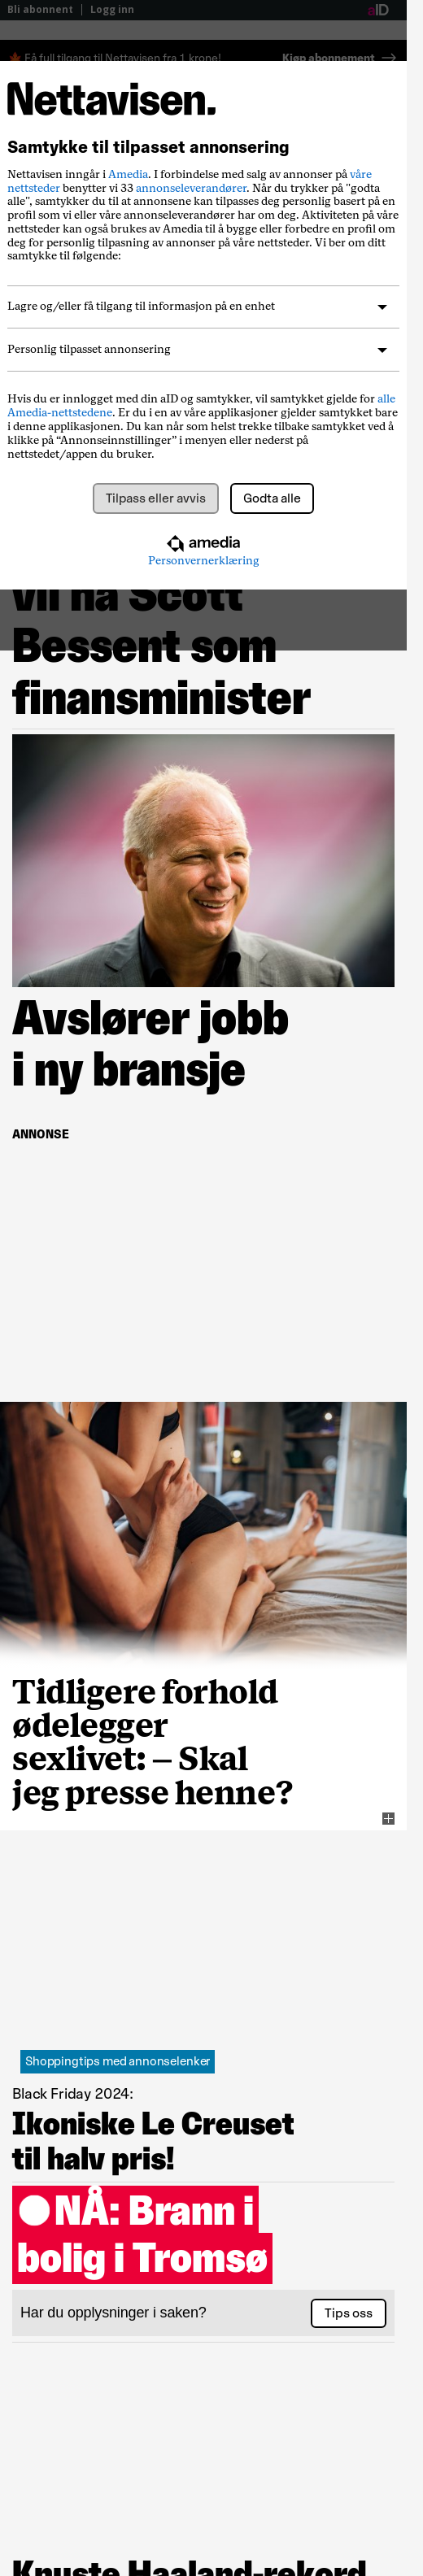 Bli abonnent | Logg inn
aID
Få full tilgang til Nettavisen fra 1 krone!
Kjøp abonnement →
Nettavisen.
Samtykke til tilpasset annonsering
Nettavisen inngår i Amedia. I forbindelse med salg av annonser på våre
nettsteder benytter vi 33 annonseleverandører. Når du trykker på "godta
alle", samtykker du til at annonsene kan tilpasses deg personlig basert på en
profil som vi eller våre annonseleverandører har om deg. Aktiviteten på våre
nettsteder kan også brukes av Amedia til å bygge eller forbedre en profil om
deg for personlig tilpasning av annonser på våre nettsteder. Vi ber om ditt
samtykke til følgende:
Lagre og/eller få tilgang til informasjon på en enhet
Personlig tilpasset annonsering
Hvis du er innlogget med din aID og samtykker, vil samtykket gjelde for alle
Amedia-nettstedene. Er du i en av våre applikasjoner gjelder samtykket bare
i denne applikasjonen. Du kan når som helst trekke tilbake samtykket ved å
klikke på “Annonseinnstillinger” i menyen eller nederst på
nettstedet/appen du bruker.
Tilpass eller avvis
Godta alle
amedia
Personvernerklæring
vil ha Scott
Bessent som
finansminister
Avslører jobb
i ny bransje
ANNONSE
Tidligere forhold
ødelegger
sexlivet: – Skal
jeg presse henne?
Shoppingtips med annonselenker
Black Friday 2024:
Ikoniske Le Creuset
til halv pris!
NÅ: Brann i
bolig i Tromsø
Har du opplysninger i saken?
Tips oss
Knuste Haaland-rekord